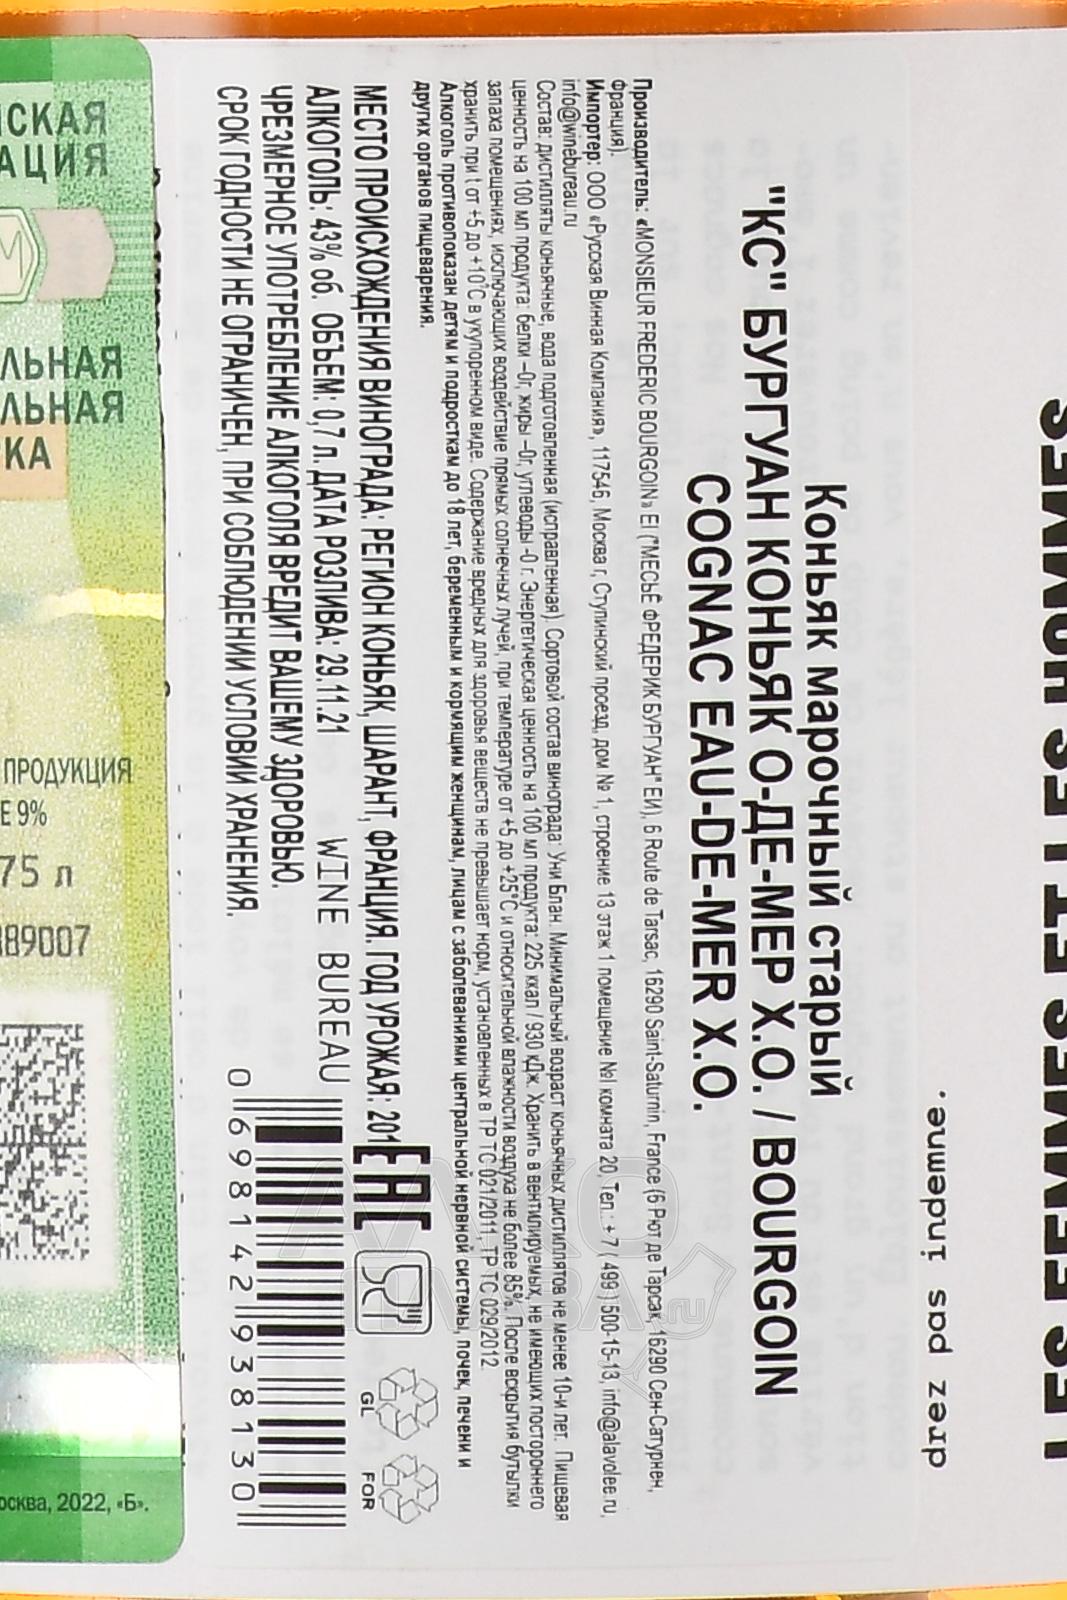 LES FEMMES ET LES HOMMES
drez pas indemne.
Коньяк марочный старый
"КС" БУРГУАН КОНЬЯК О-ДЕ-МЕР Х.О. / BOURGOIN
COGNAC EAU-DE-MER X.O.
Производитель: «MONSIEUR FREDERIC BOURGOIN» EI ("МЕСЬЁ ФРЕДЕРИК БУРГУАН" ЕИ), 6 Route de Tarsac, 16290 Saint-Saturnin, France (6 Рют де Тарсак, 16290 Сен-Сатурнен,
Франция).
Импортер: ООО «Русская Винная Компания», 117546, Москва г, Ступинский проезд, дом № 1, строение 13 этаж 1 помещение №I комната 20, Тел.: +7 ( 499 ) 500-15-13, info@alavolee.ru,
info@winebureau.ru
Состав: дистилляты коньячные, вода подготовленная (исправленная). Сортовой состав винограда: Уни Блан. Минимальный возраст коньячных дистиллятов не менее 10-и лет. Пищевая
ценность на 100 мл продукта: белки –0г, жиры –0г, углеводы -0 г. Энергетическая ценность на 100 мл продукта: 225 ккал / 930 кДж. Хранить в вентилируемых, не имеющих постороннего
запаха помещениях, исключающих воздействие прямых солнечных лучей, при температуре от +5 до +25°С и относительной влажности воздуха не более 85%. После вскрытия бутылки
хранить при t от +5 до +10°С в укупоренном виде. Содержание вредных для здоровья веществ не превышает норм, установленных в ТР ТС 021/2011, ТР ТС 029/2012.
Алкоголь противопоказан детям и подросткам до 18 лет, беременным и кормящим женщинам, лицам с заболеваниями центральной нервной системы, почек, печени и
других органов пищеварения.
МЕСТО ПРОИСХОЖДЕНИЯ ВИНОГРАДА: РЕГИОН КОНЬЯК, ШАРАНТ, ФРАНЦИЯ. ГОД УРОЖАЯ: 201
АЛКОГОЛЬ: 43% об. ОБЪЕМ: 0,7 л. ДАТА РОЗЛИВА: 29.11.21
ЧРЕЗМЕРНОЕ УПОТРЕБЛЕНИЕ АЛКОГОЛЯ ВРЕДИТ ВАШЕМУ ЗДОРОВЬЮ.
СРОК ГОДНОСТИ НЕ ОГРАНИЧЕН, ПРИ СОБЛЮДЕНИИ УСЛОВИЙ ХРАНЕНИЯ.
WINE BUREAU
EAC
GL
FOR
0 698142 938130
ЙСКАЯ
АЦИЯ
ЛЬНАЯ
ЛЬНАЯ
КА
ПРОДУКЦИЯ
Е 9%
75 л
89007
осква, 2022, «Б».